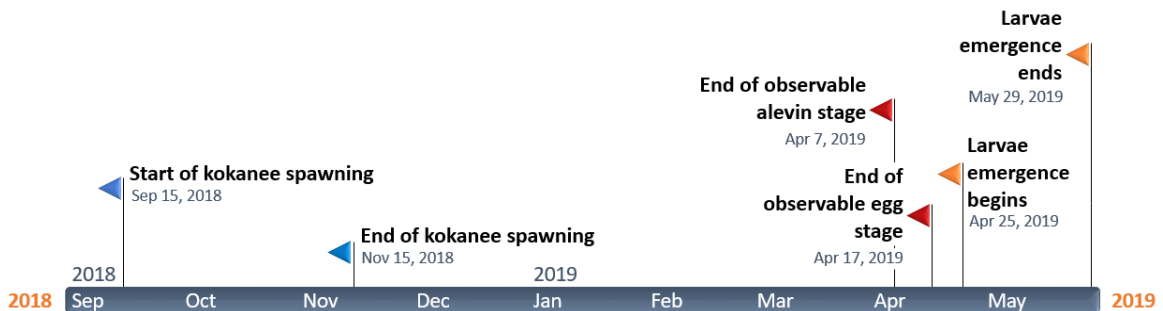 Start of kokanee spawning
Sep 15, 2018
End of kokanee spawning
Nov 15, 2018
End of observable
alevin stage
Apr 7, 2019
End of
observable egg
stage
Apr 17, 2019
Larvae
emergence
begins
Apr 25, 2019
Larvae
emergence
ends
May 29, 2019
2018 2019
2018 Sep Oct Nov Dec Jan Feb Mar Apr May 2019